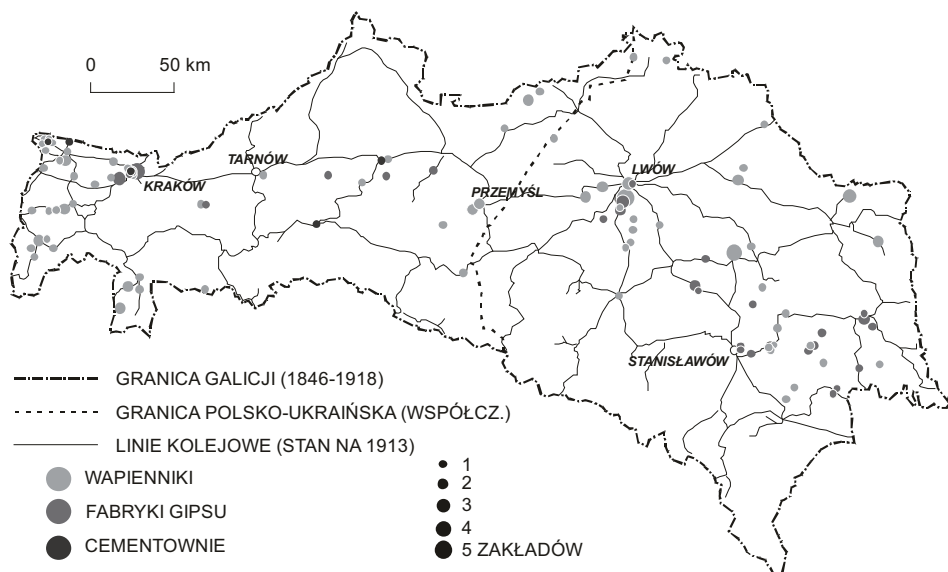 0 50 km
TARNÓW
KRAKÓW
PRZEMYŚL
LWÓW
STANISŁAWÓW
GRANICA GALICJI (1846-1918)
GRANICA POLSKO-UKRAIŃSKA (WSPÓŁCZ.)
LINIE KOLEJOWE (STAN NA 1913)
WAPIENNIKI
FABRYKI GIPSU
CEMENTOWNIE
1
2
3
4
5 ZAKŁADÓW